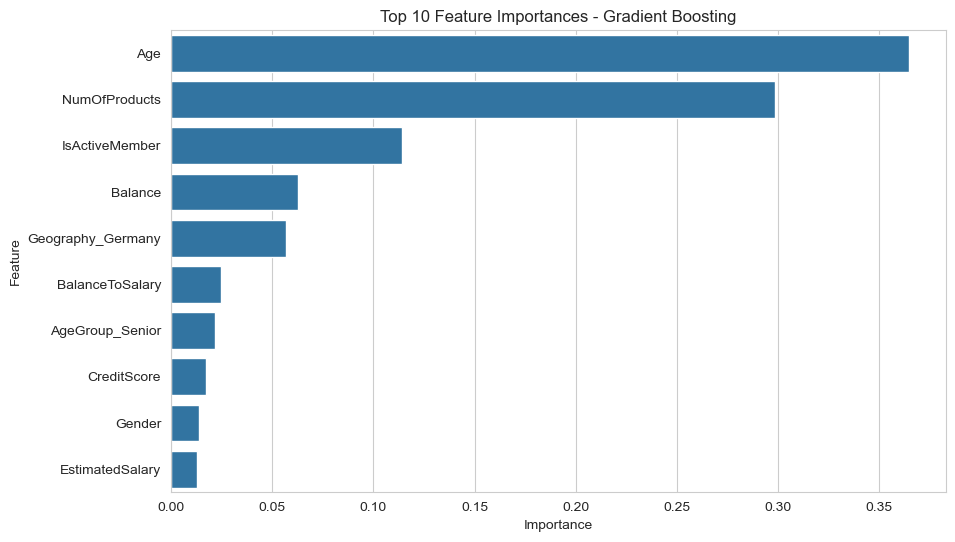 Top 10 Feature Importances - Gradient Boosting
Feature
Age
NumOfProducts
IsActiveMember
Balance
Geography_Germany
BalanceToSalary
AgeGroup_Senior
CreditScore
Gender
EstimatedSalary
0.00 0.05 0.10 0.15 0.20 0.25 0.30 0.35
Importance